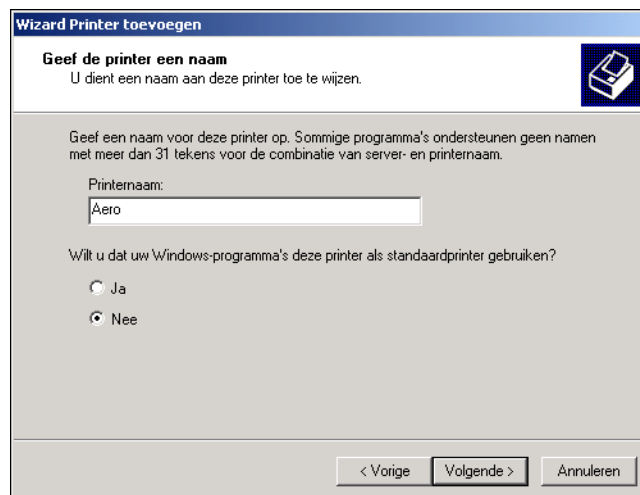 Wizard Printer toevoegen
Geef de printer een naam
U dient een naam aan deze printer toe te wijzen.
Geef een naam voor deze printer op. Sommige programma's ondersteunen geen namen
met meer dan 31 tekens voor de combinatie van server- en printernaam.
Printernaam:
Aero
Wilt u dat uw Windows-programma's deze printer als standaardprinter gebruiken?
Ja
Nee
< Vorige
Volgende >
Annuleren